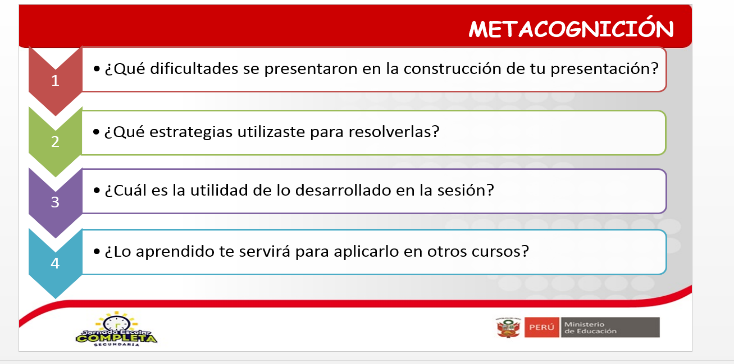 METACOGNICIÓN
1
• ¿Qué dificultades se presentaron en la construcción de tu presentación?
2
• ¿Qué estrategias utilizaste para resolverlas?
3
• ¿Cuál es la utilidad de lo desarrollado en la sesión?
4
• ¿Lo aprendido te servirá para aplicarlo en otros cursos?
Jornada Escolar
COMPLETA
SECUNDARIA
PERÚ
Ministerio
de Educación